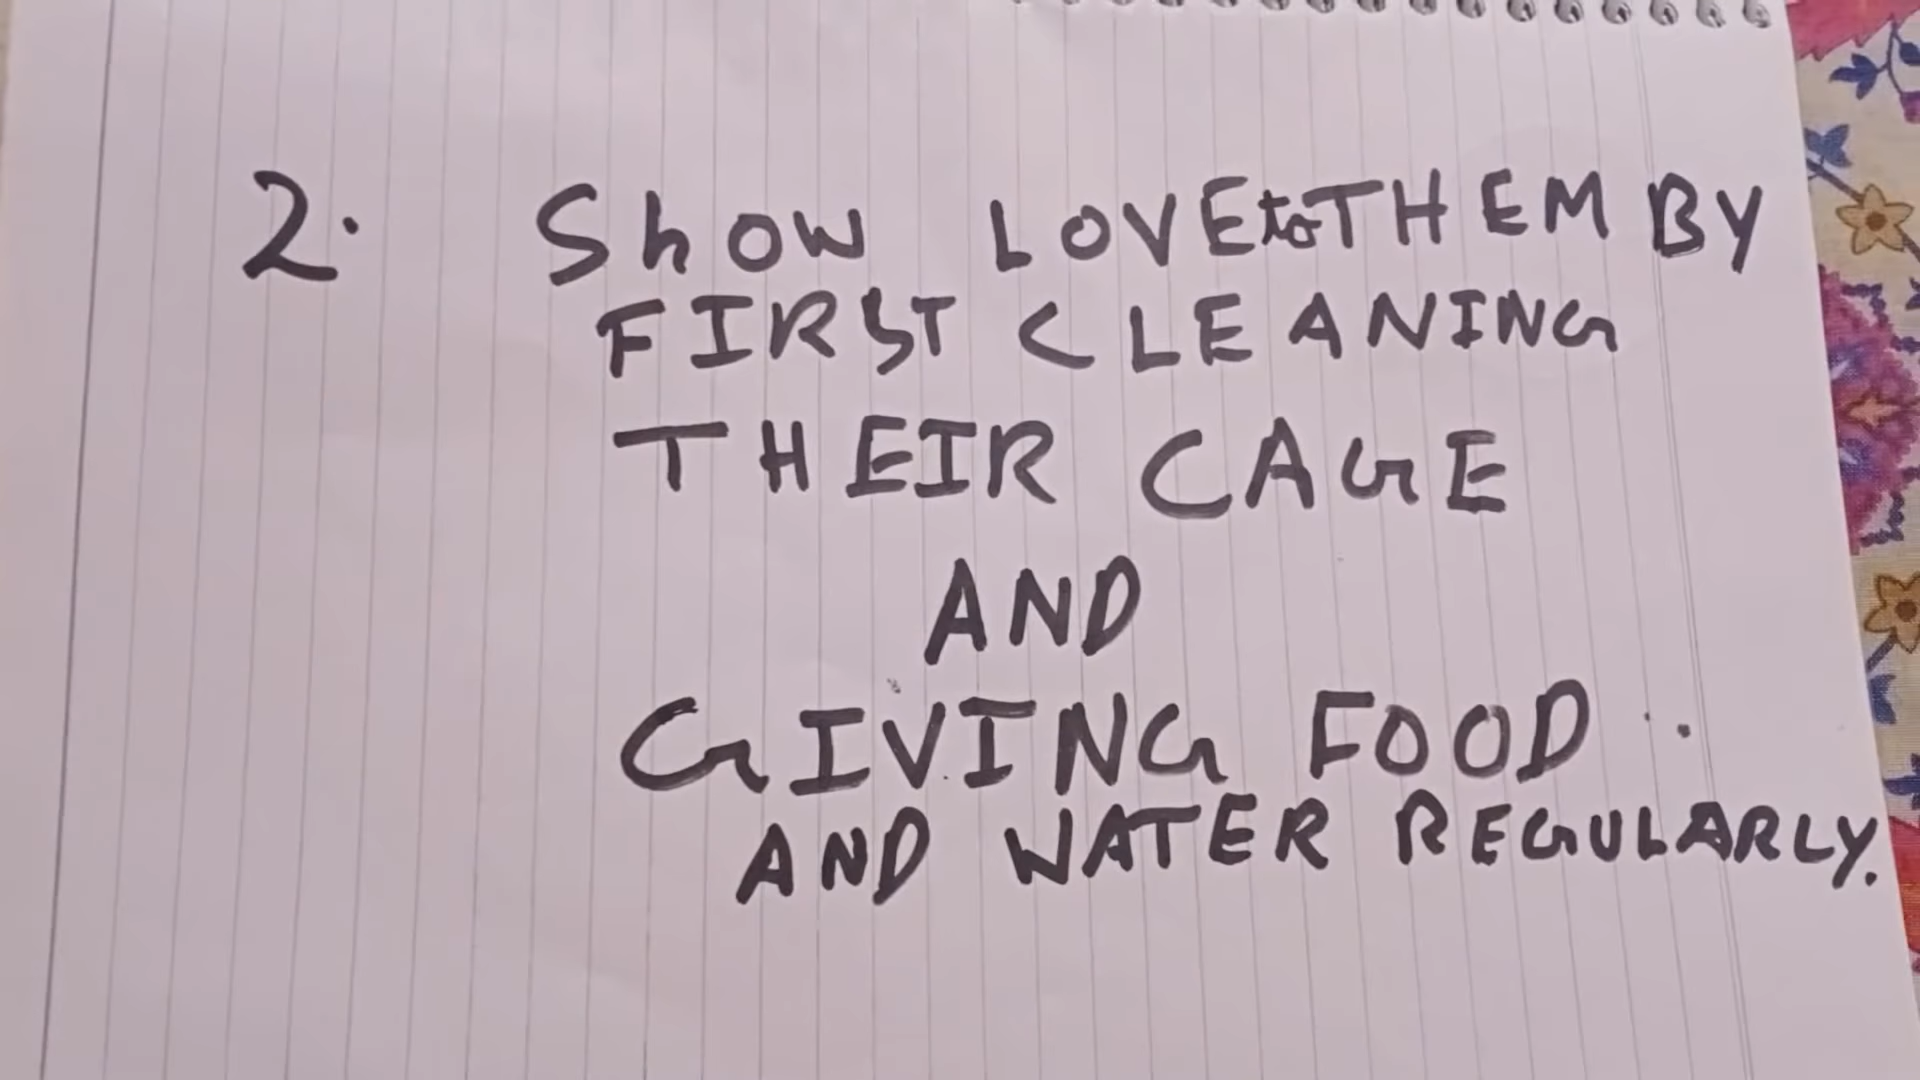 2. ShOW LOVE to THEM BY
FIRST CLEANING
THEIR CAGE
AND
GIVING FOOD
AND WATER REGULARLY.